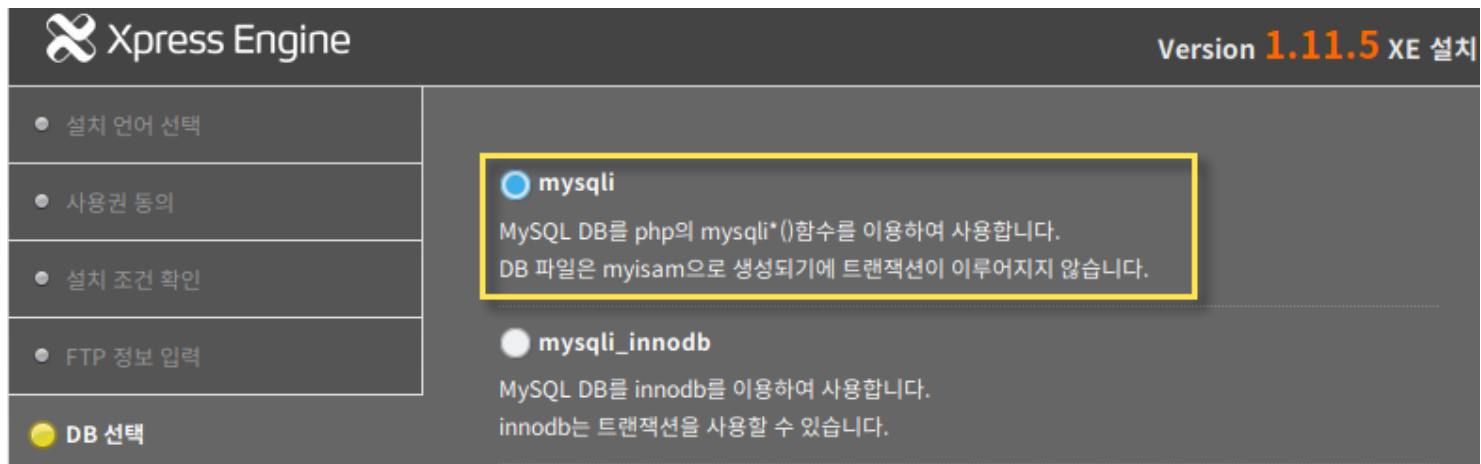 Xpress Engine
Version 1.11.5 XE 설치
설치 언어 선택
사용권 동의
설치 조건 확인
FTP 정보 입력
DB 선택
mysqli
MySQL DB를 php의 mysqli*()함수를 이용하여 사용합니다.
DB 파일은 myisam으로 생성되기에 트랜잭션이 이루어지지 않습니다.
mysqli_innodb
MySQL DB를 innodb를 이용하여 사용합니다.
innodb는 트랜잭션을 사용할 수 있습니다.